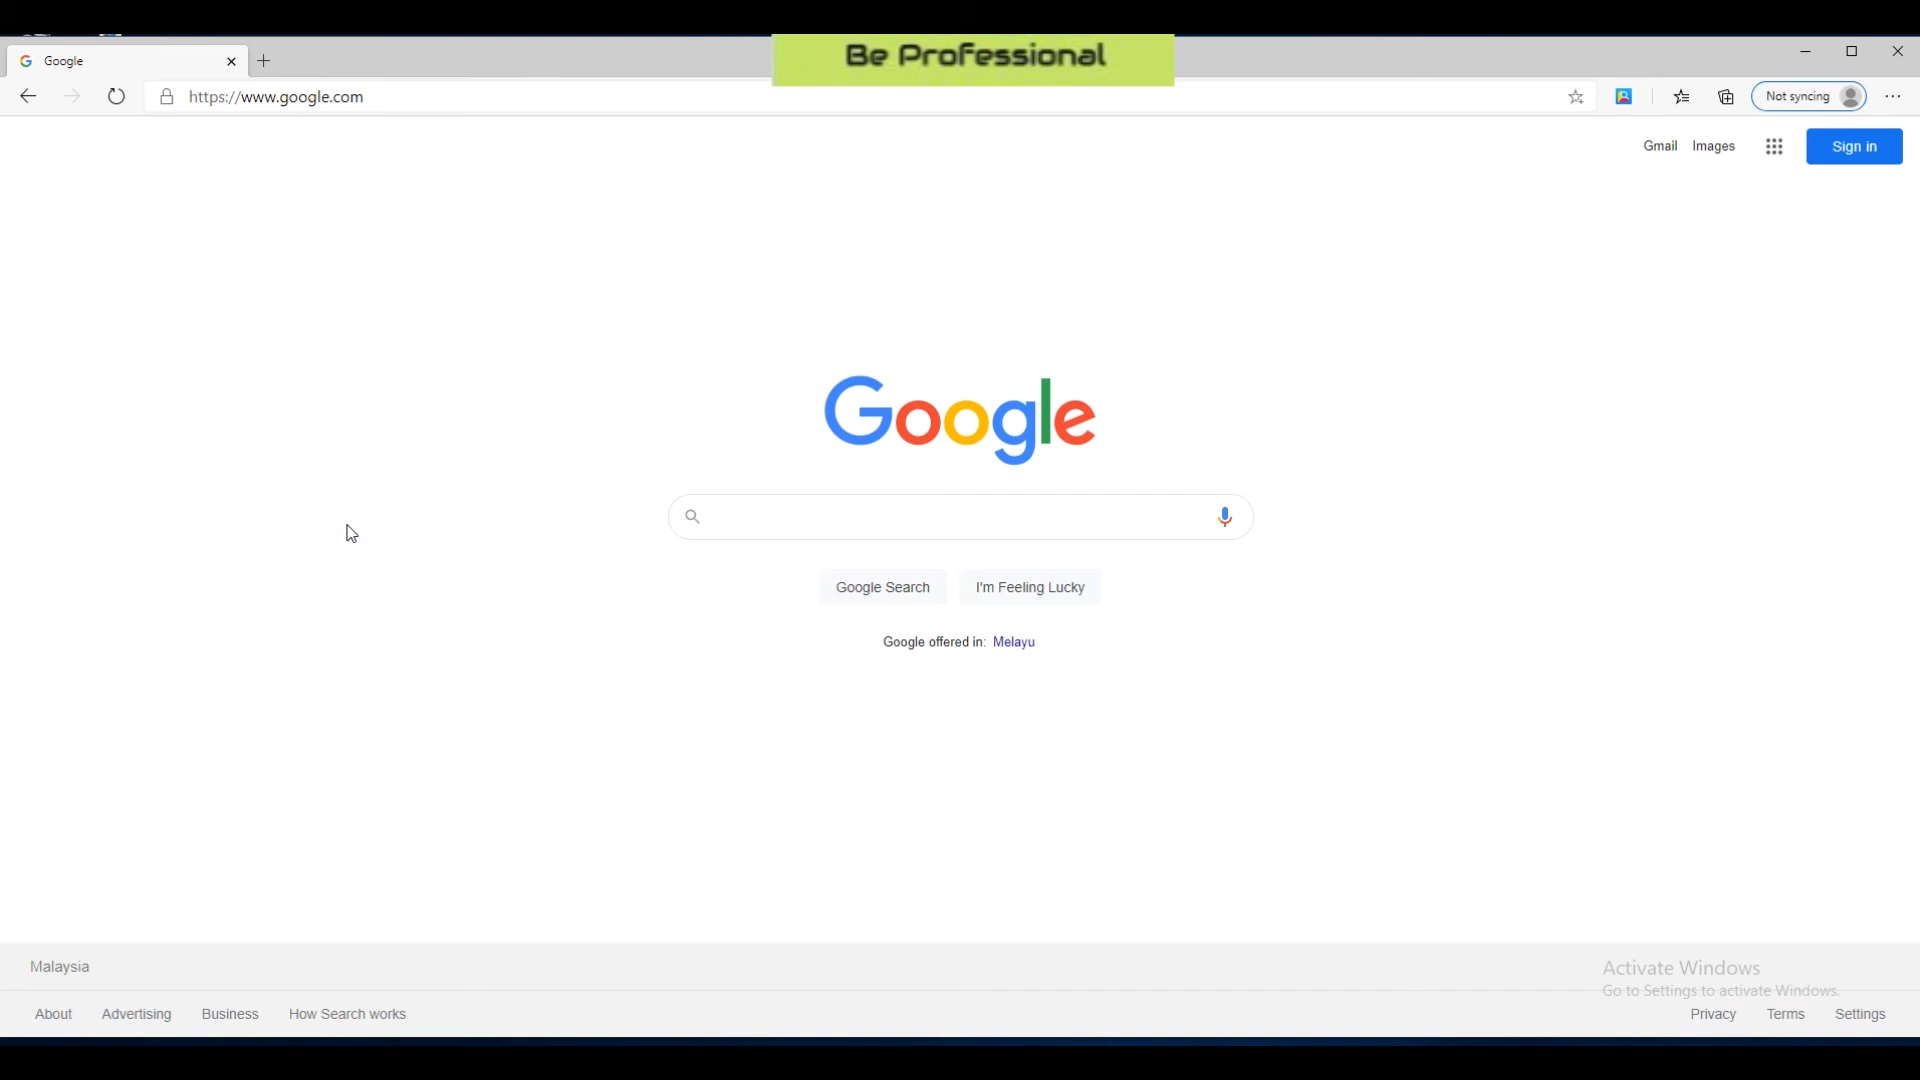 Be Professional
Google
https://www.google.com
Not syncing
Gmail Images
Sign in
Google
Google Search I'm Feeling Lucky
Google offered in: Melayu
Malaysia
Activate Windows
Go to Settings to activate Windows.
About Advertising Business How Search works
Privacy Terms Settings